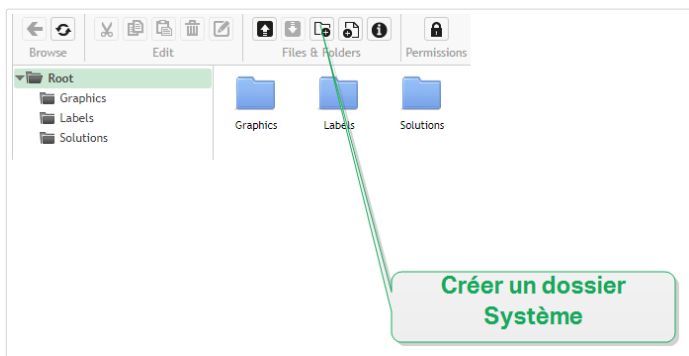 Browse
Edit
Files & Folders
Permissions
Root
Graphics
Labels
Solutions
Graphics
Labels
Solutions
Créer un dossier
Système